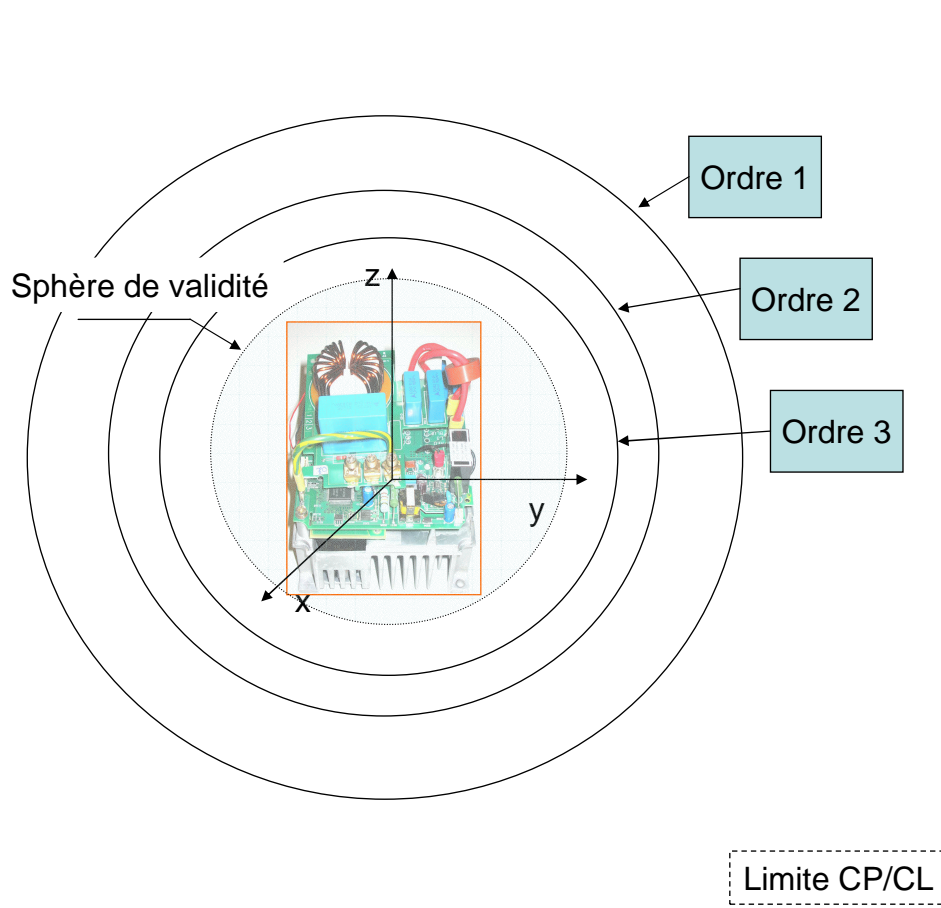 Ordre 1
Sphère de validité
z
Ordre 2
Ordre 3
y
x
Limite CP/CL